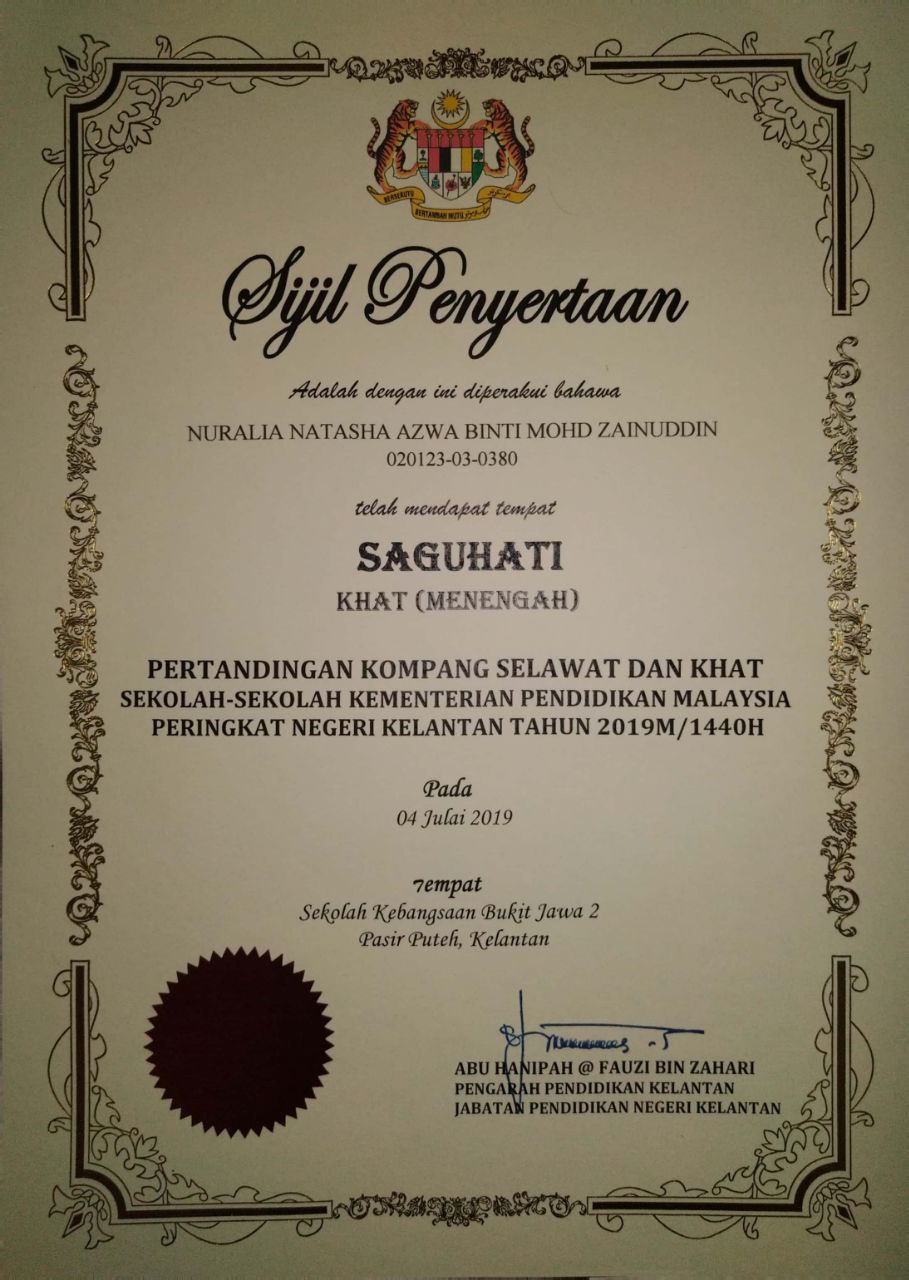 BERSEKUTU
BERTAMBAH MUTU
Sijil Penyertaan
Adalah dengan ini diperakui bahawa
NURALIA NATASHA AZWA BINTI MOHD ZAINUDDIN
020123-03-0380
telah mendapat tempat
SAGUHATI
KHAT (MENENGAH)
PERTANDINGAN KOMPANG SELAWAT DAN KHAT
SEKOLAH-SEKOLAH KEMENTERIAN PENDIDIKAN MALAYSIA
PERINGKAT NEGERI KELANTAN TAHUN 2019M/1440H
Pada
04 Julai 2019
Tempat
Sekolah Kebangsaan Bukit Jawa 2
Pasir Puteh, Kelantan
ABU HANIPAH @ FAUZI BIN ZAHARI
PENGARAH PENDIDIKAN KELANTAN
JABATAN PENDIDIKAN NEGERI KELANTAN